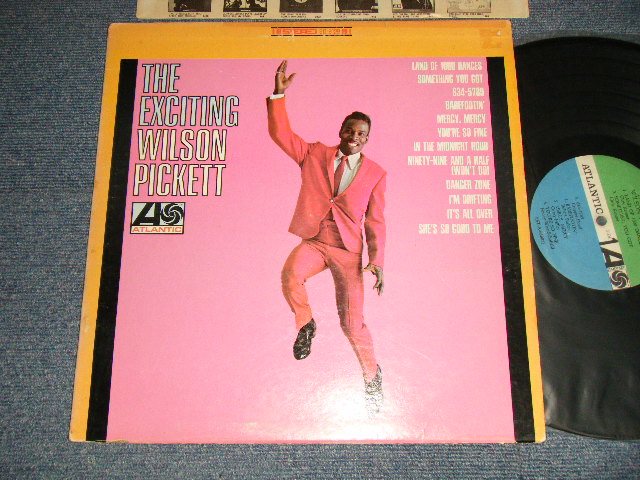 STEREO
THE
EXCITING
WILSON
PICKETT
ATLANTIC
LAND OF 1000 DANCES
SOMETHING YOU GOT
634-5789
BAREFOOTIN'
MERCY, MERCY
YOU'RE SO FINE
IN THE MIDNIGHT HOUR
NINETY-NINE AND A HALF
(WON'T DO)
DANGER ZONE
I'M DRIFTING
IT'S ALL OVER
SHE'S SO GOOD TO ME
ATLANTIC